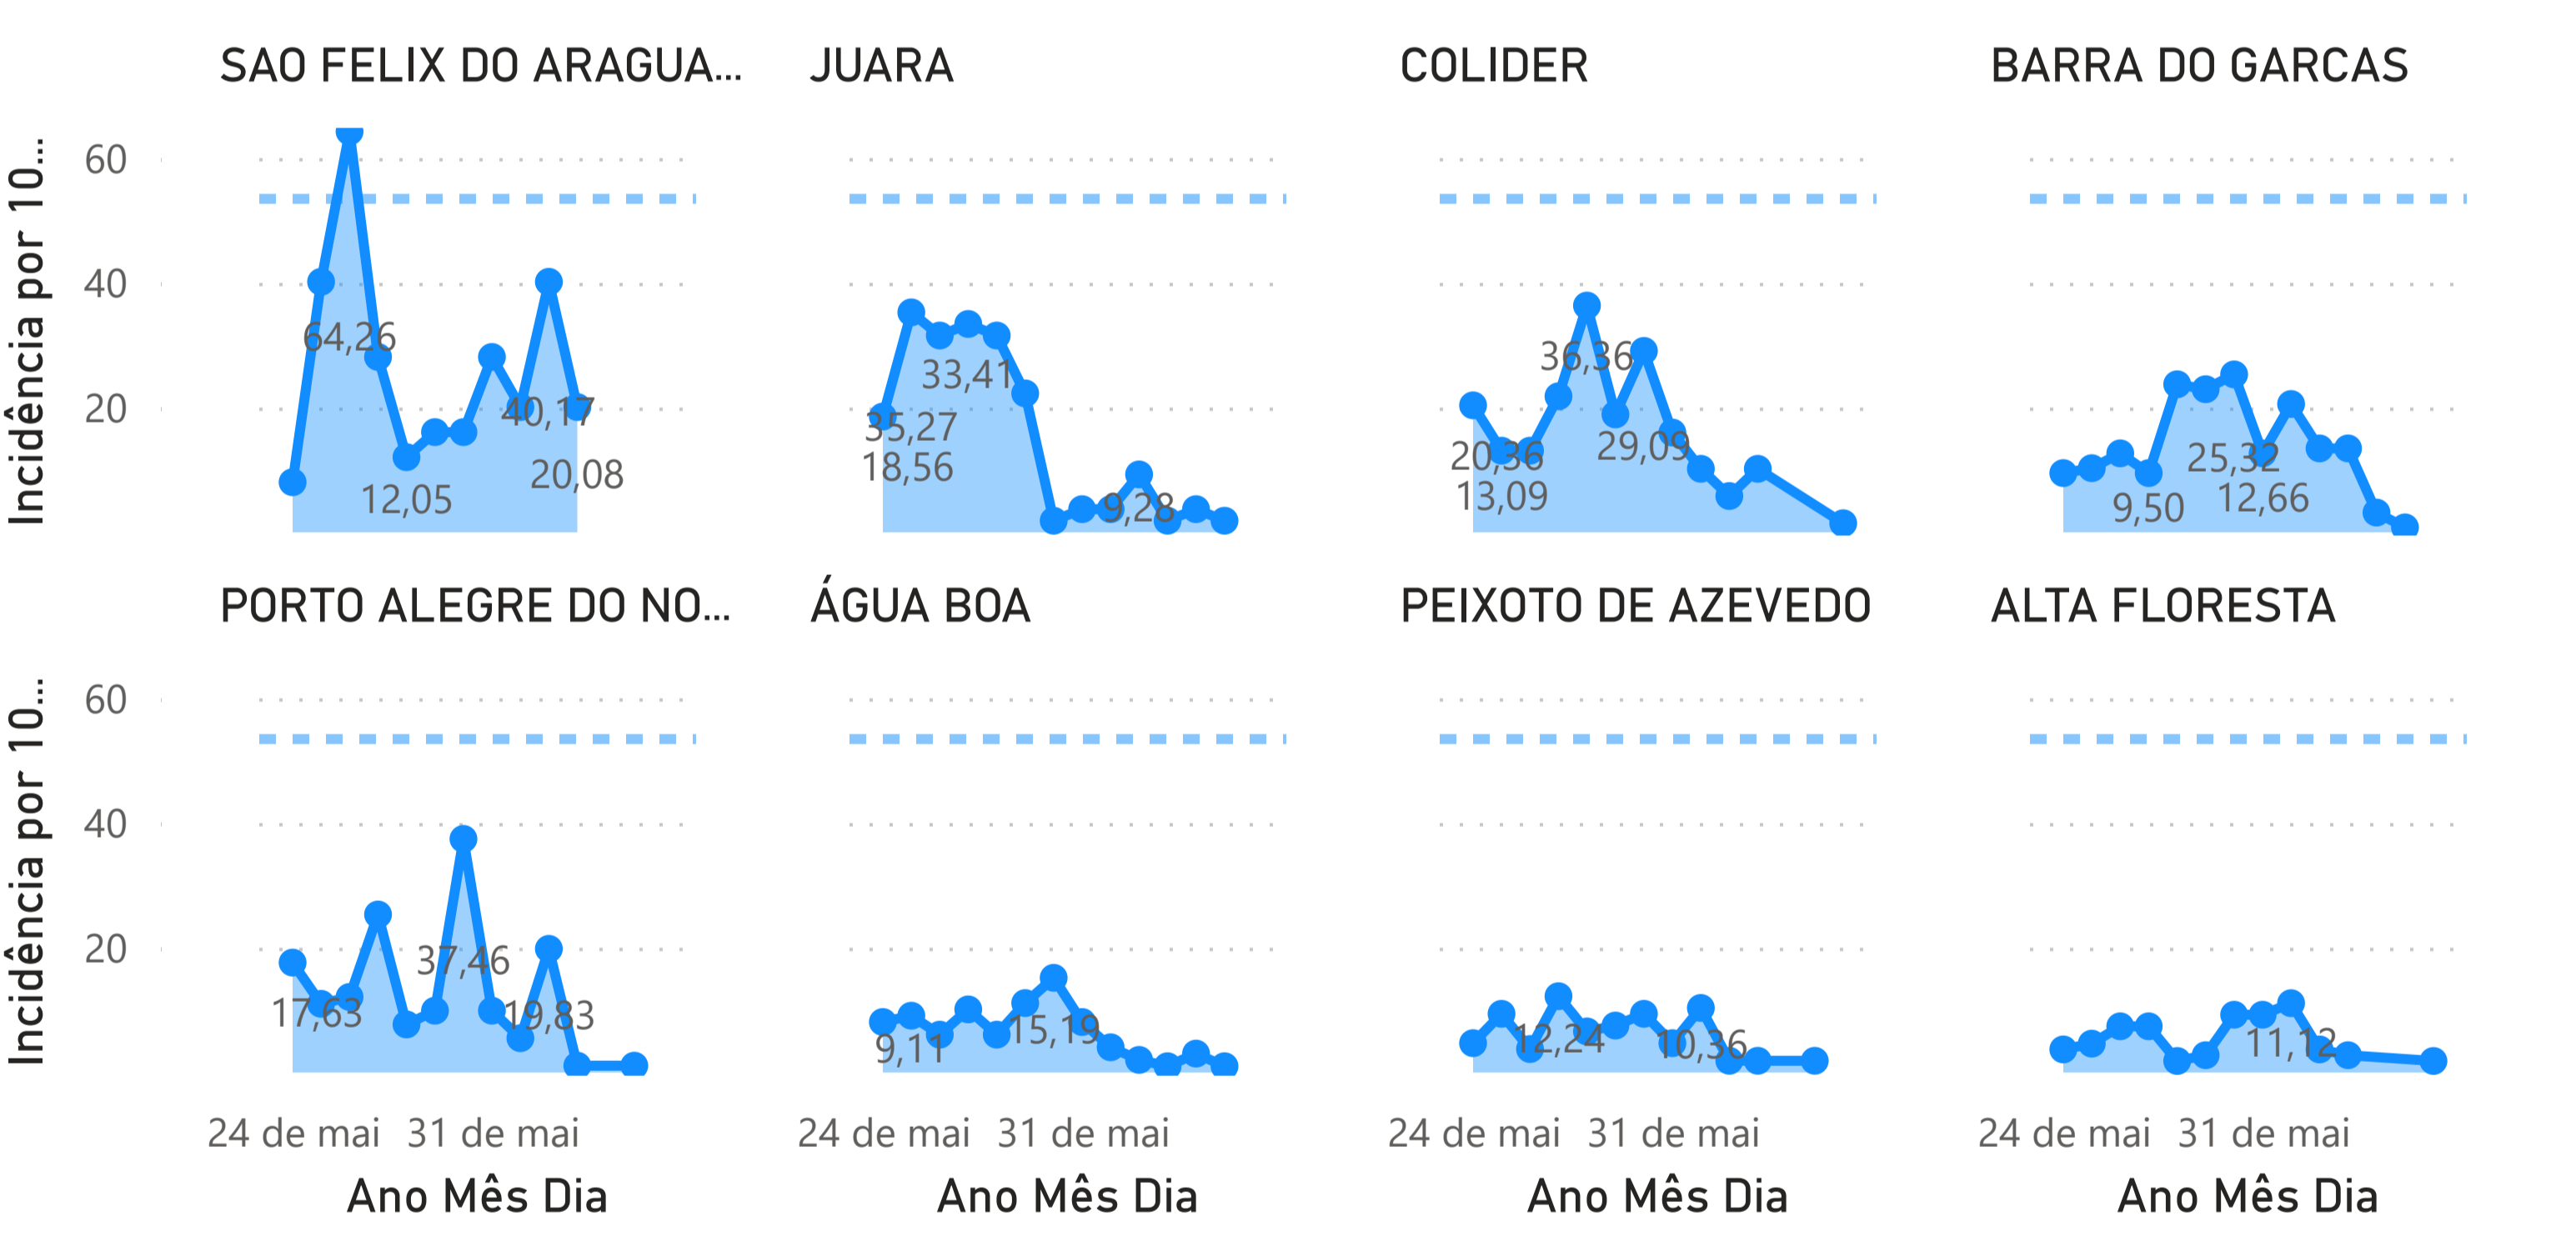 SAO FELIX DO ARAGUA...
JUARA
COLIDER
BARRA DO GARCAS
Incidência por 10...
60
40
20
64,26
12,05
40,17
20,08
35,27
18,56
33,41
9,28
20,36
13,09
36,36
29,09
9,50
25,32
12,66
PORTO ALEGRE DO NO...
ÁGUA BOA
PEIXOTO DE AZEVEDO
ALTA FLORESTA
Incidência por 10...
60
40
20
17,63
37,46
19,83
9,11
15,19
12,24
10,36
11,12
24 de mai 31 de mai
24 de mai 31 de mai
24 de mai 31 de mai
24 de mai 31 de mai
Ano Mês Dia
Ano Mês Dia
Ano Mês Dia
Ano Mês Dia